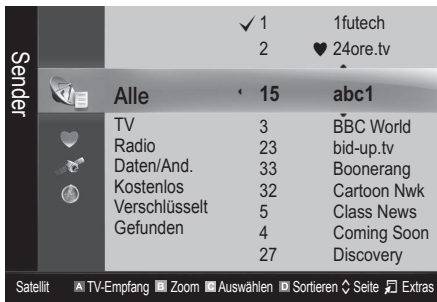 Sender
✓ 1 1futech
2 ♥ 24ore.tv
Alle 15 abc1
TV 3 BBC World
Radio 23 bid-up.tv
Daten/And. 33 Boonerang
Kostenlos 32 Cartoon Nwk
Verschlüsselt 5 Class News
Gefunden 4 Coming Soon
27 Discovery
Satellit A TV-Empfang B Zoom C Auswählen D Sortieren Seite Extras